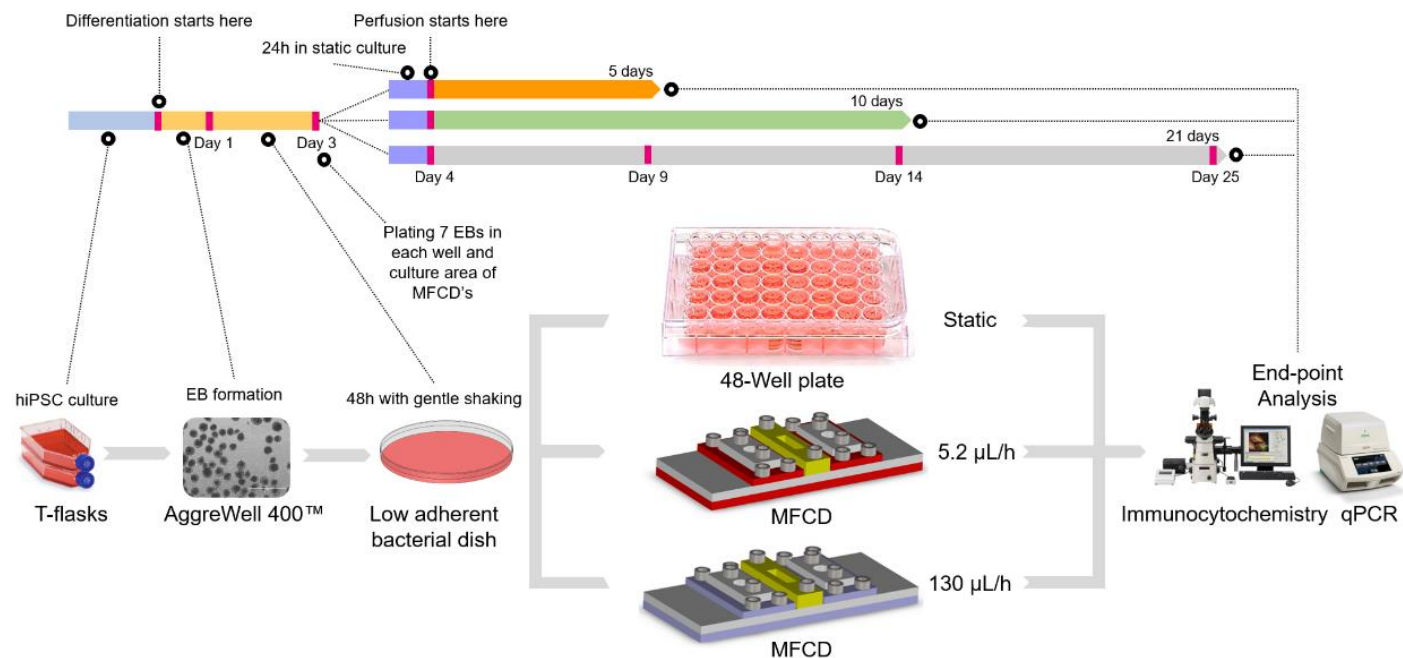 Differentiation starts here
Perfusion starts here
24h in static culture
5 days
10 days
Day 1
Day 3
21 days
Day 4
Day 9
Day 14
Day 25
Plating 7 EBs in
each well and
culture area of
MFCD's
Static
48-Well plate
End-point
Analysis
hiPSC culture
EB formation
48h with gentle shaking
5.2 µL/h
T-flasks
AggreWell 400™
Low adherent
bacterial dish
MFCD
Immunocytochemistry
qPCR
130 µL/h
MFCD